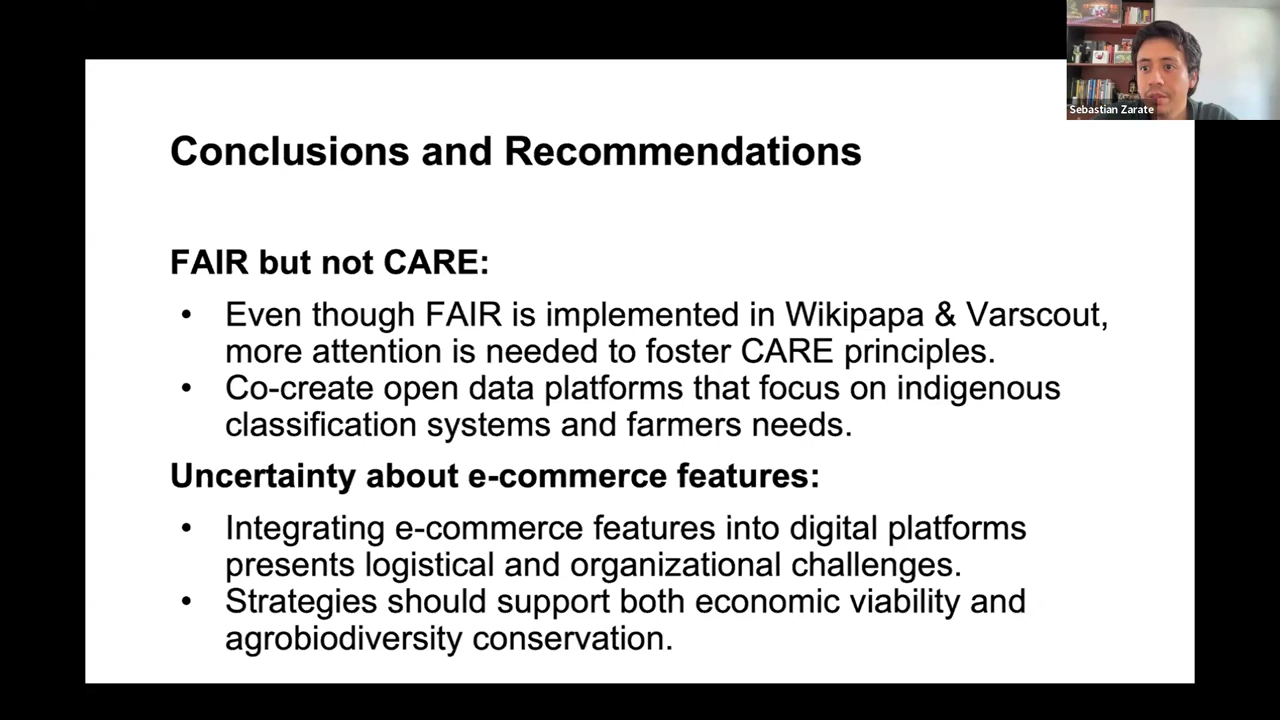 Sebastian Zarate
Conclusions and Recommendations
FAIR but not CARE:
• Even though FAIR is implemented in Wikipapa & Varscout,
more attention is needed to foster CARE principles.
• Co-create open data platforms that focus on indigenous
classification systems and farmers needs.
Uncertainty about e-commerce features:
• Integrating e-commerce features into digital platforms
presents logistical and organizational challenges.
• Strategies should support both economic viability and
agrobiodiversity conservation.